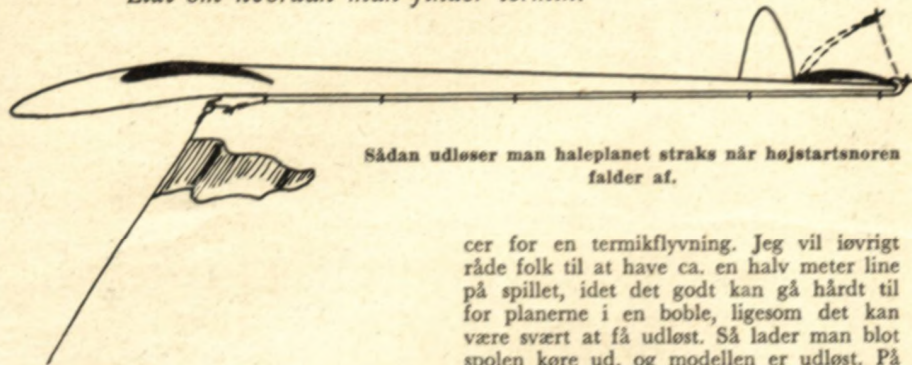 Sådan udløser man haleplanet straks når højstartsnoren
falder af.
cer for en termikflyvning. Jeg vil iøvrigt
råde folk til at have ca. en halv meter line
på spillet, idet det godt kan gå hårdt til
for planerne i en boble, ligesom det kan
være svært at få udløst. Så lader man blot
spolen køre ud, og modellen er udløst. På